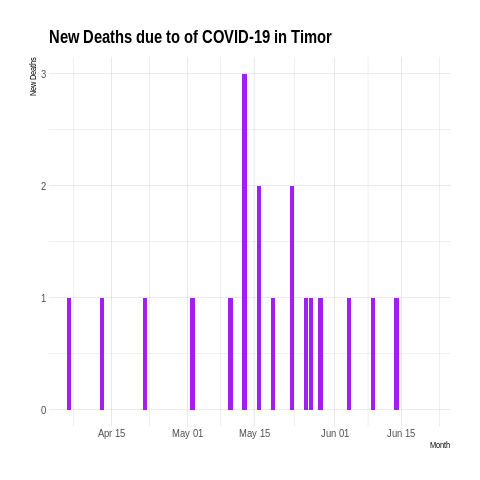 New Deaths due to of COVID-19 in Timor
New Deaths
3
2
1
0
Apr 15 May 01 May 15 Jun 01 Jun 15
Month